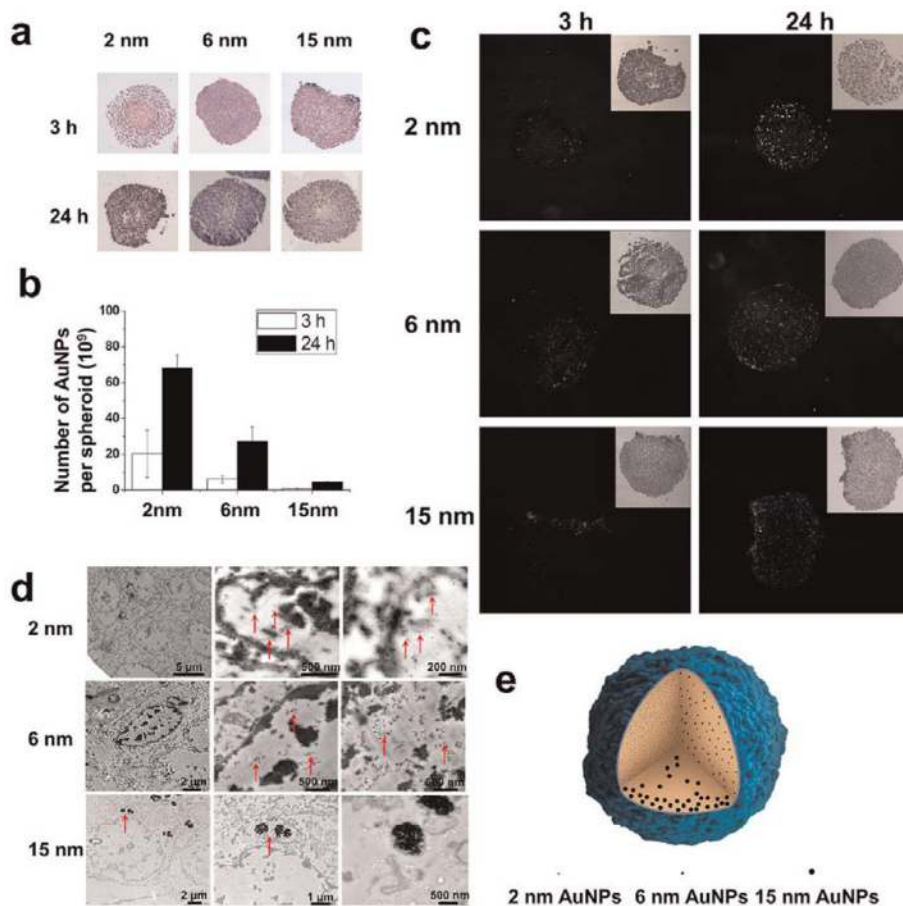 a
2 nm 6 nm 15 nm
3 h
24 h
b
Number of AuNPs
per spheroid (10⁹)
100
80
60
40
20
0
3 h
24 h
2nm 6nm 15nm
c
3 h 24 h
2 nm
6 nm
15 nm
d
2 nm
5 µm 500 nm 200 nm
6 nm
2 µm 500 nm
15 nm
2 µm 1 µm 500 nm
e
2 nm AuNPs 6 nm AuNPs 15 nm AuNPs